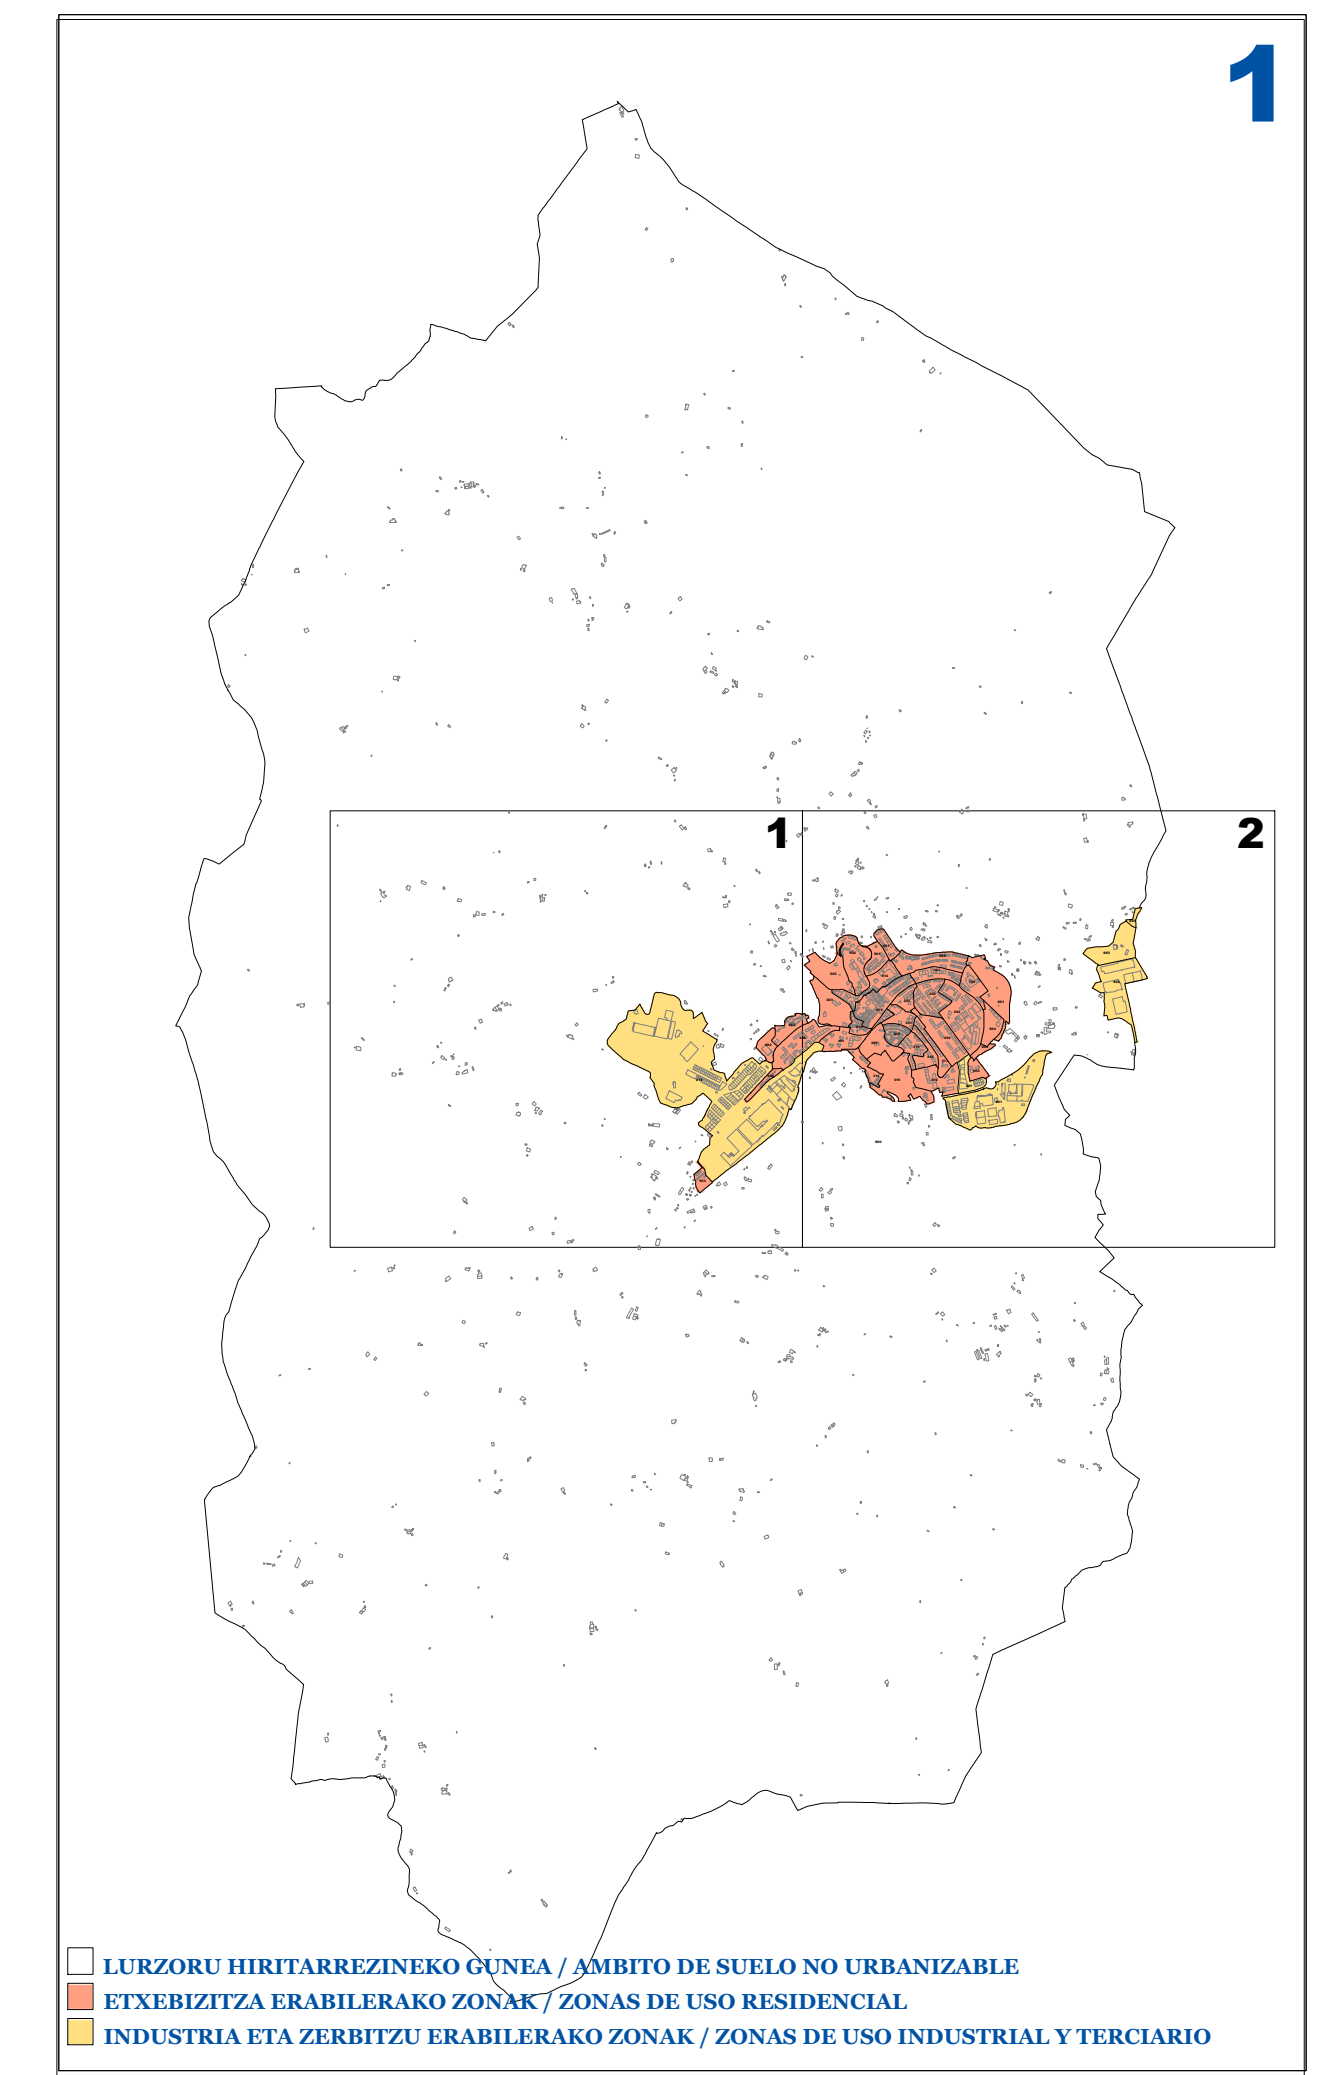 1
1
2
LURZORU HIRITARREZINEKO GUNEA / AMBITO DE SUELO NO URBANIZABLE
ETXEBIZITZA ERABILERAKO ZONAK / ZONAS DE USO RESIDENCIAL
INDUSTRIA ETA ZERBITZU ERABILERAKO ZONAK / ZONAS DE USO INDUSTRIAL Y TERCIARIO